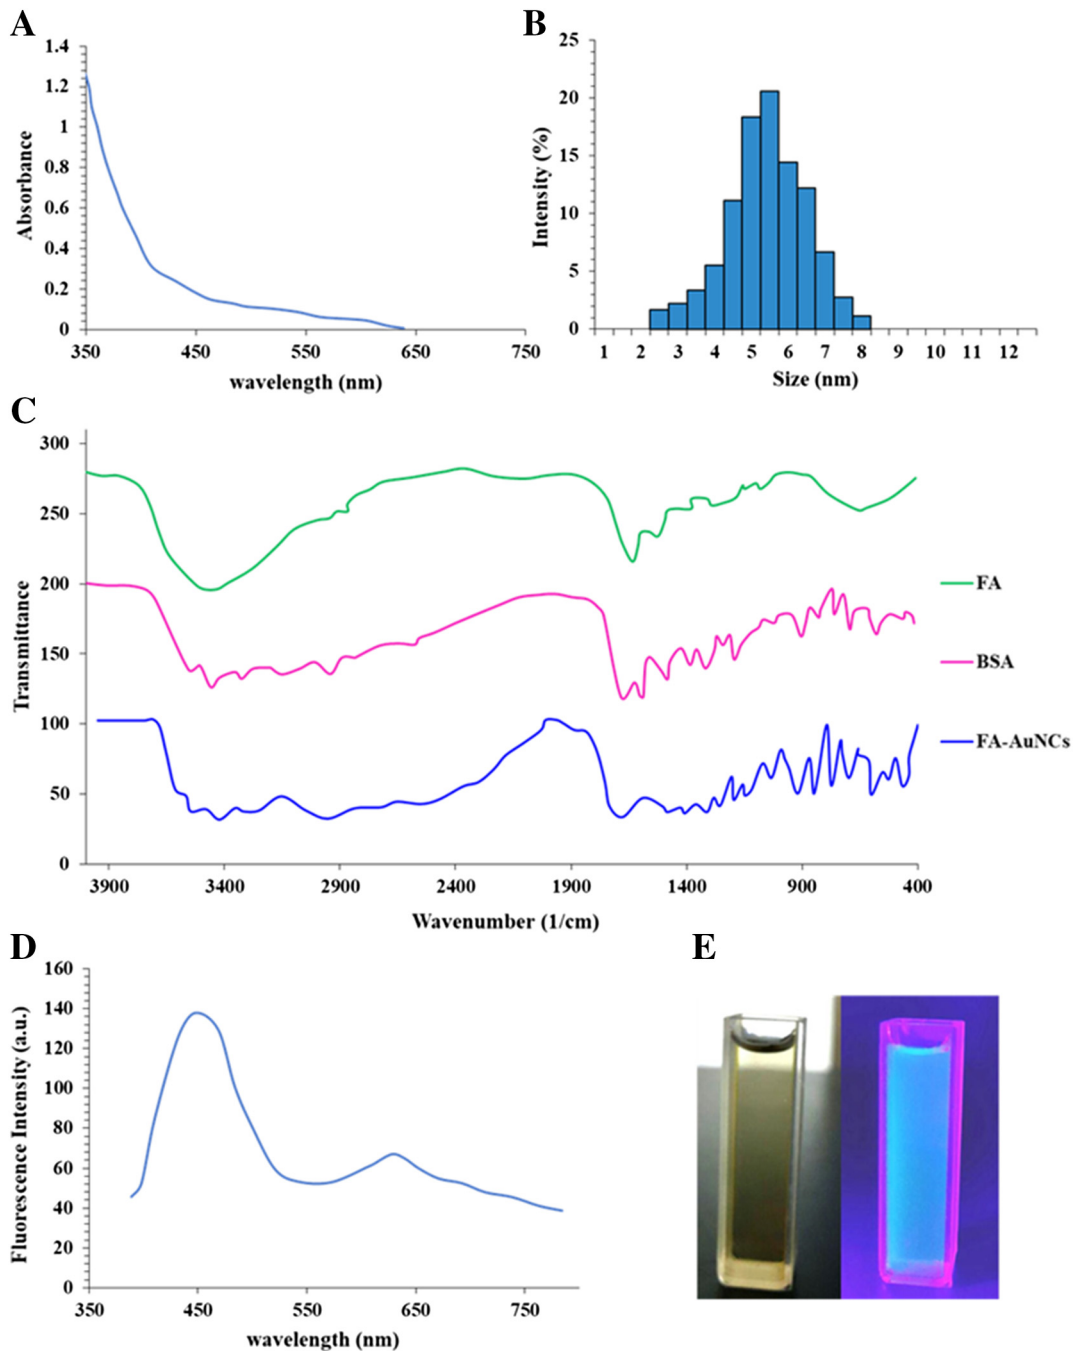 A
1.4
1.2
1
0.8
0.6
0.4
0.2
0
Absorbance
350 450 550 650 750
wavelength (nm)
B
25
20
15
10
5
0
Intensity (%)
1 2 3 4 5 6 7 8 9 10 11 12
Size (nm)
C
300
250
200
150
100
50
0
Transmittance
3900 3400 2900 2400 1900 1400 900 400
Wavenumber (1/cm)
FA
BSA
FA-AuNCs
D
160
140
120
100
80
60
40
20
0
Fluorescence Intensity (a.u.)
350 450 550 650 750
wavelength (nm)
E